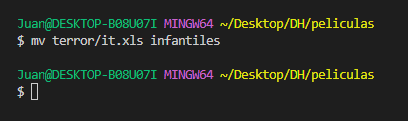 Juan@DESKTOP-B08U07I MINGW64 ~/Desktop/DH/peliculas
$ mv terror/it.xls infantiles
Juan@DESKTOP-B08U07I MINGW64 ~/Desktop/DH/peliculas
$